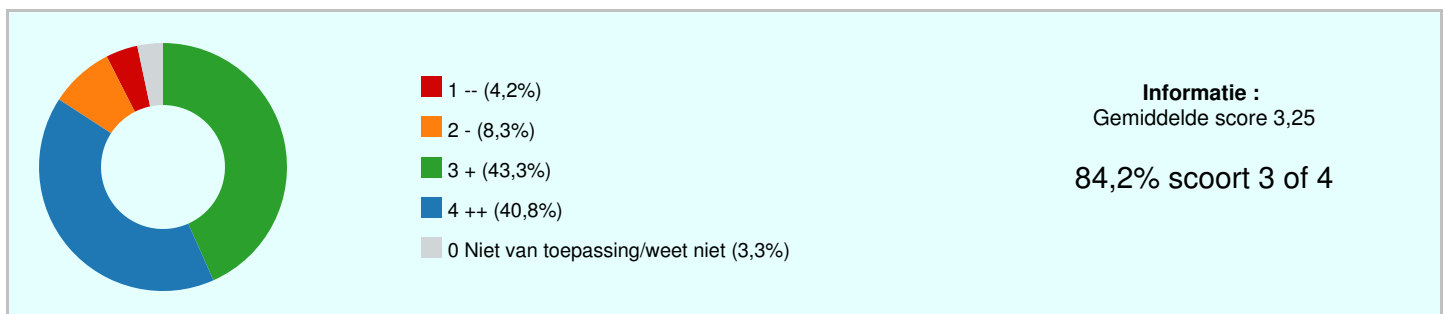 1 -- (4,2%)
2 - (8,3%)
3 + (43,3%)
4 ++ (40,8%)
0 Niet van toepassing/weet niet (3,3%)
Informatie :
Gemiddelde score 3,25
84,2% scoort 3 of 4